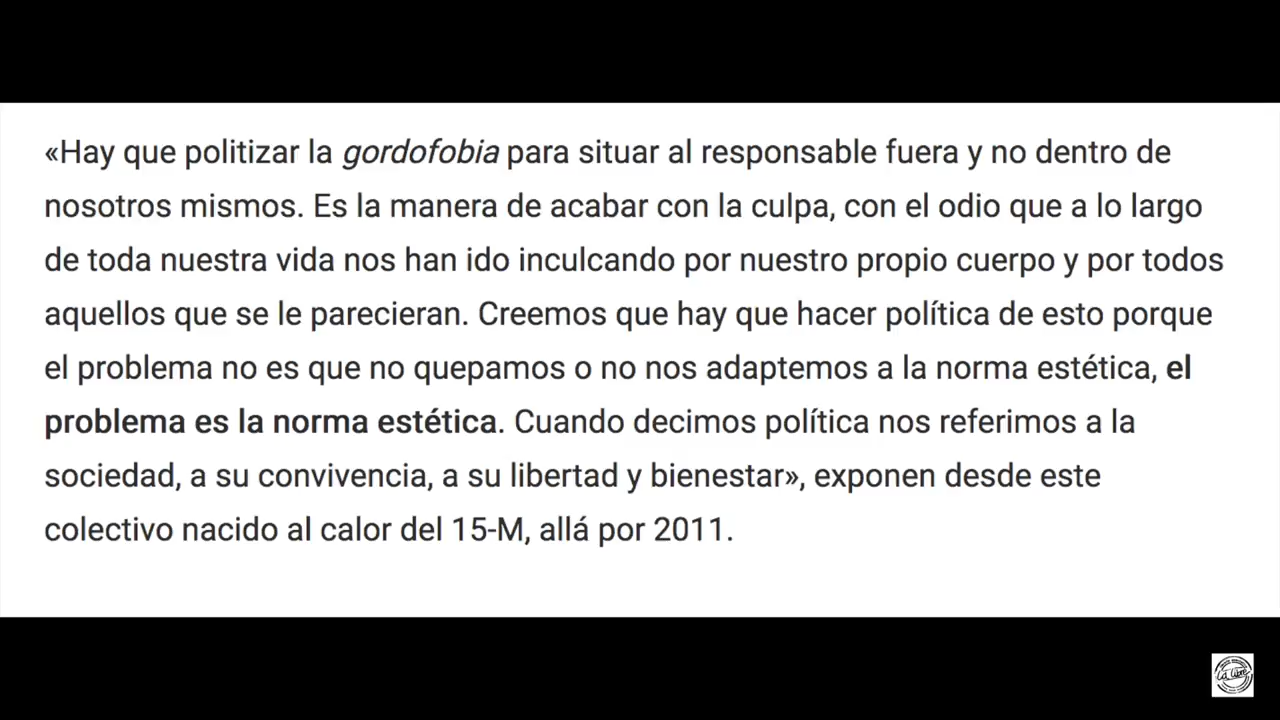 «Hay que politizar la gordofobia para situar al responsable fuera y no dentro de
nosotros mismos. Es la manera de acabar con la culpa, con el odio que a lo largo
de toda nuestra vida nos han ido inculcando por nuestro propio cuerpo y por todos
aquellos que se le parecieran. Creemos que hay que hacer política de esto porque
el problema no es que no quepamos o no nos adaptemos a la norma estética, el
problema es la norma estética. Cuando decimos política nos referimos a la
sociedad, a su convivencia, a su libertad y bienestar», exponen desde este
colectivo nacido al calor del 15-M, allá por 2011.